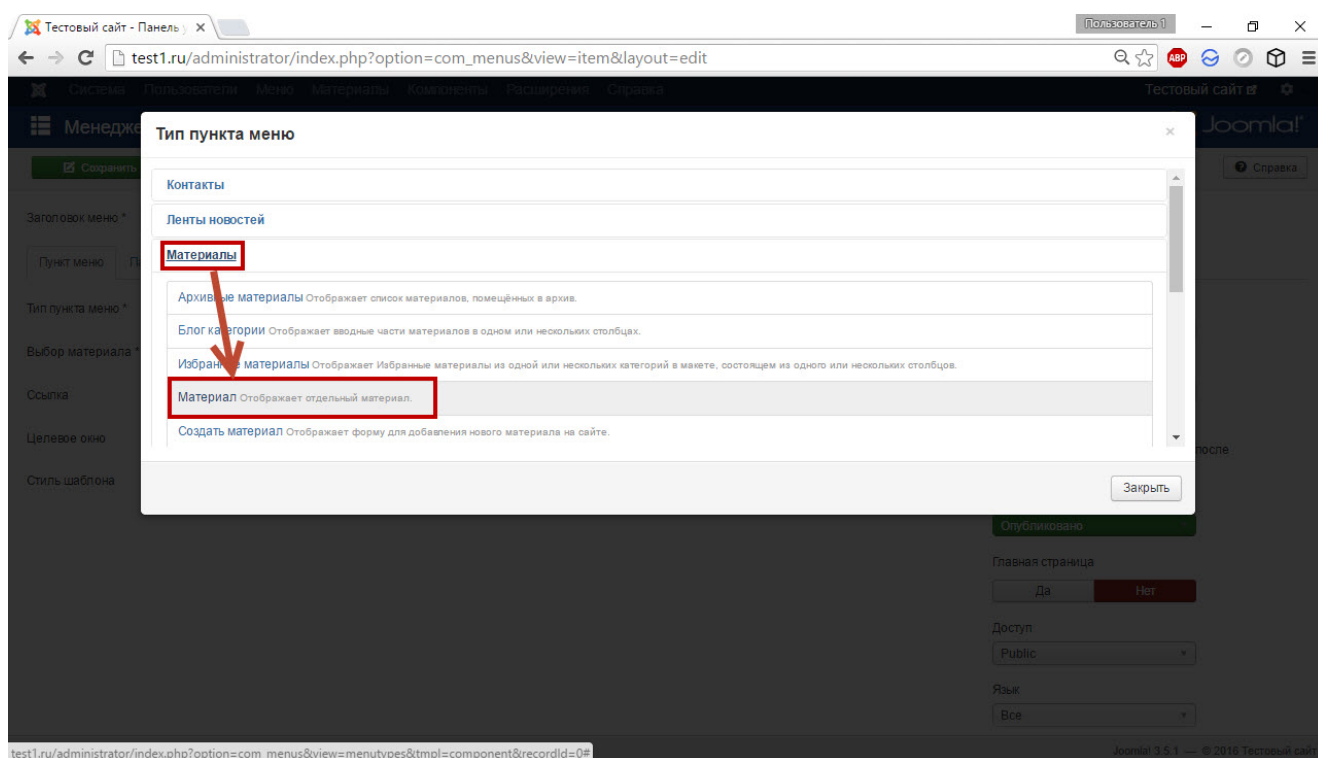 Тестовый сайт - Панель у
Пользователь 1
test1.ru/administrator/index.php?option=com_menus&view=item&layout=edit
ABP
Система Пользователи Меню Материалы Компоненты Расширения Справка Тестовый сайт
Менедже
Joomla!
Сохранить
Справка
Тип пункта меню
Контакты
Ленты новостей
Материалы
Архивные материалы Отображает список материалов, помещённых в архив.
Блог категории Отображает вводные части материалов в одном или нескольких столбцах.
Избранные материалы Отображает Избранные материалы из одной или нескольких категорий в макете, состоящем из одного или нескольких столбцов.
Материал Отображает отдельный материал.
Создать материал Отображает форму для добавления нового материала на сайте.
Закрыть
Заголовок меню *
Пункт меню
Тип пункта меню *
Выбор материала *
Ссылка
Целевое окно
Стиль шаблона
после
Опубликовано
Главная страница
Да Нет
Доступ
Public
Язык
Все
test1.ru/administrator/index.php?option=com_menus&view=menutypes&tmpl=component&recordId=0#
Joomla! 3.5.1 — © 2016 Тестовый сайт